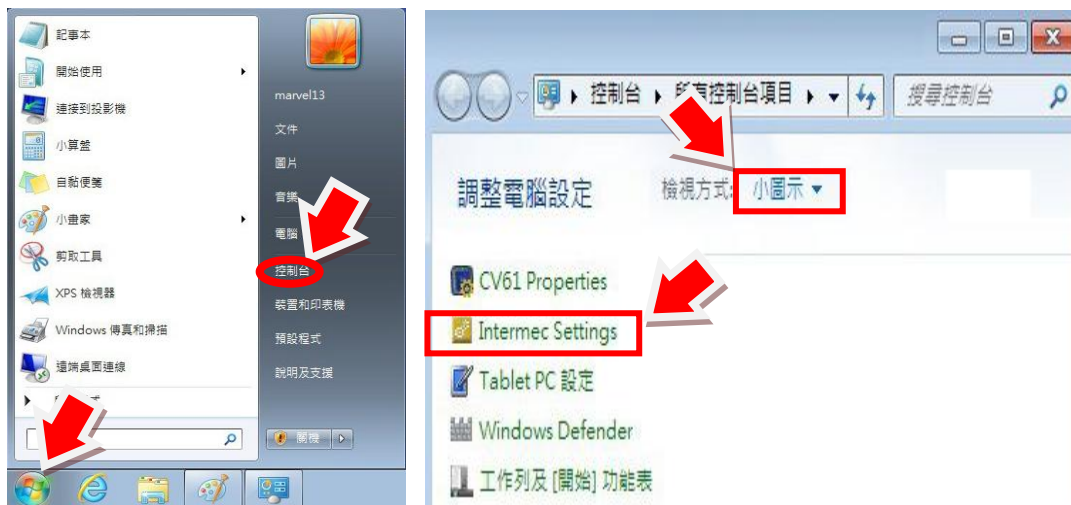 記事本
開始使用
連接到投影機
小算盤
自黏便箋
小畫家
剪取工具
XPS 檢視器
Windows 傳真和掃描
遠端桌面連線
marvel13
文件
圖片
音樂
電腦
控制台
裝置和印表機
預設程式
說明及支援
關機
控制台 所有控制台項目
搜尋控制台
調整電腦設定
檢視方式: 小圖示
CV61 Properties
Intermec Settings
Tablet PC 設定
Windows Defender
工作列及 [開始] 功能表